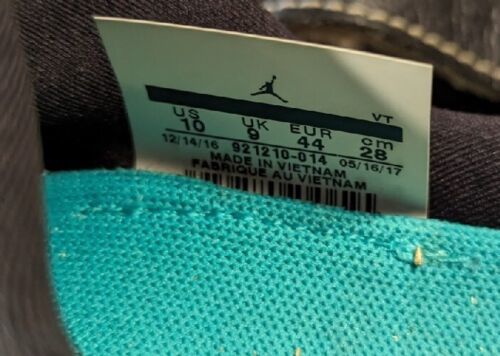 VT
US UK EUR cm
10 9 44 28
12/14/16 921210-014 05/16/17
MADE IN VIETNAM
FABRIQUE AU VIETNAM